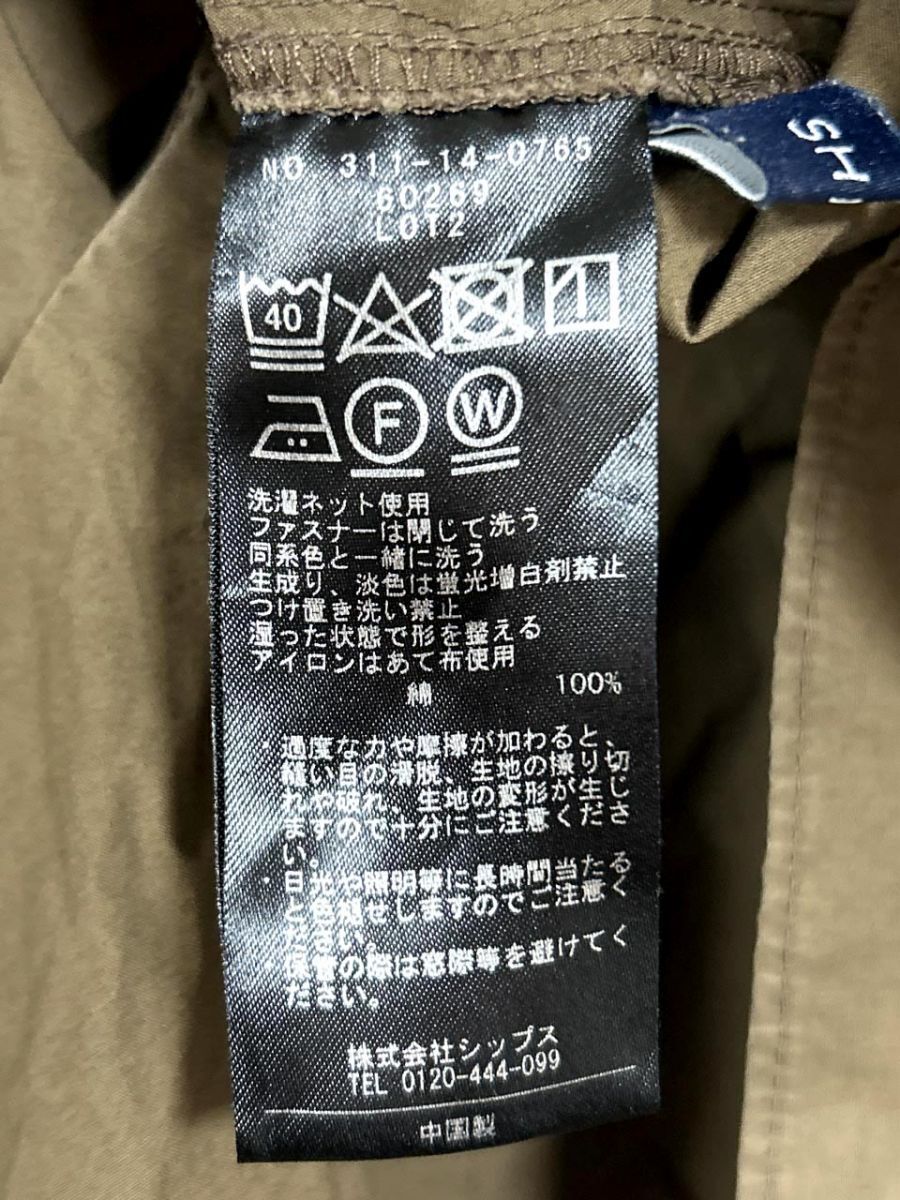 SH
NO 311-14-0765
60269
L012
40
F
W
洗濯ネット使用
ファスナーは閉じて洗う
同系色と一緒に洗う
生成り、淡色は蛍光増白剤禁止
つけ置き洗い禁止
湿った状態で形を整える
アイロンはあて布使用
綿 100%
・過度な力や摩擦が加わると、
縫い目の滑脱、生地の擦り切
れや破れ、生地の変形が生じ
ますので十分にご注意くださ
い。
・日光や照明等に長時間当たる
と色褪せしますのでご注意く
ださい。
・保管の際は窓際等を避けてく
ださい。
株式会社シップス
TEL 0120-444-099
中国製